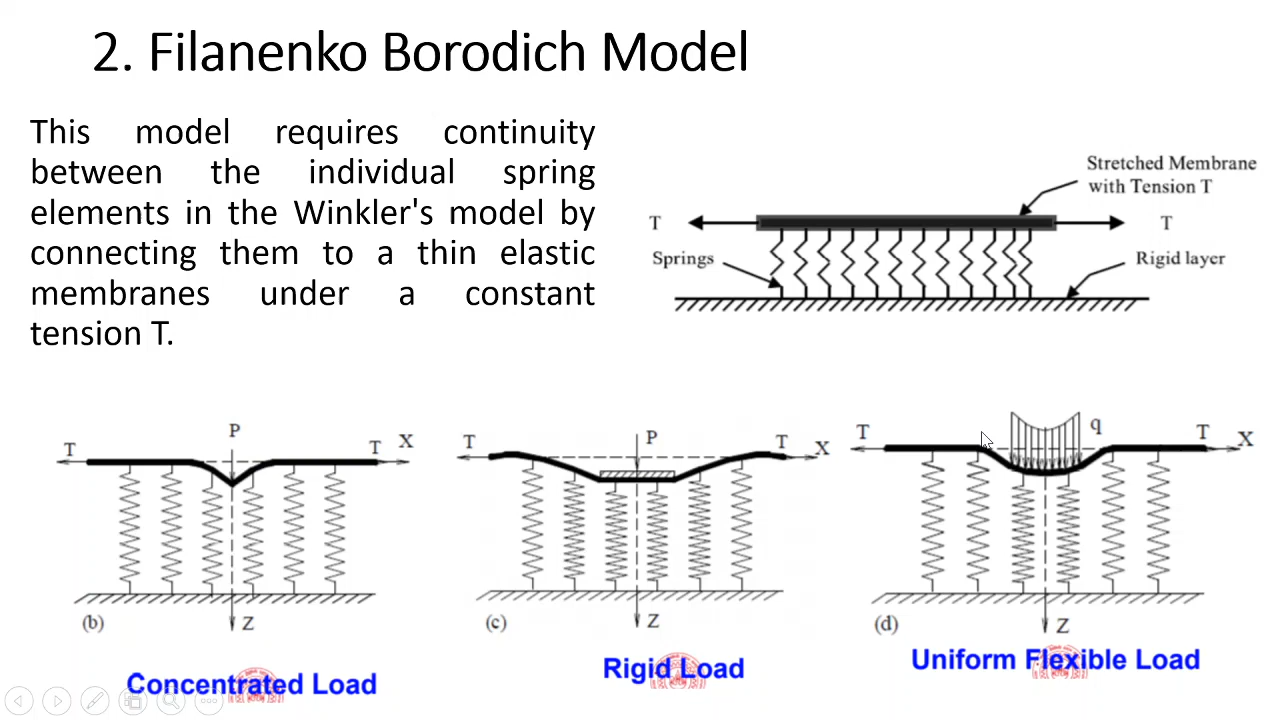 2. Filanenko Borodich Model
This model requires continuity
between the individual spring
elements in the Winkler's model by
connecting them to a thin elastic
membranes under a constant
tension T.
Stretched Membrane
with Tension T
T
T
Springs
Rigid layer
P
T
T
X
(b)
Z
Concentrated Load
P
T
T
X
(c)
Z
Rigid Load
q
T
T
X
(d)
Z
Uniform Flexible Load